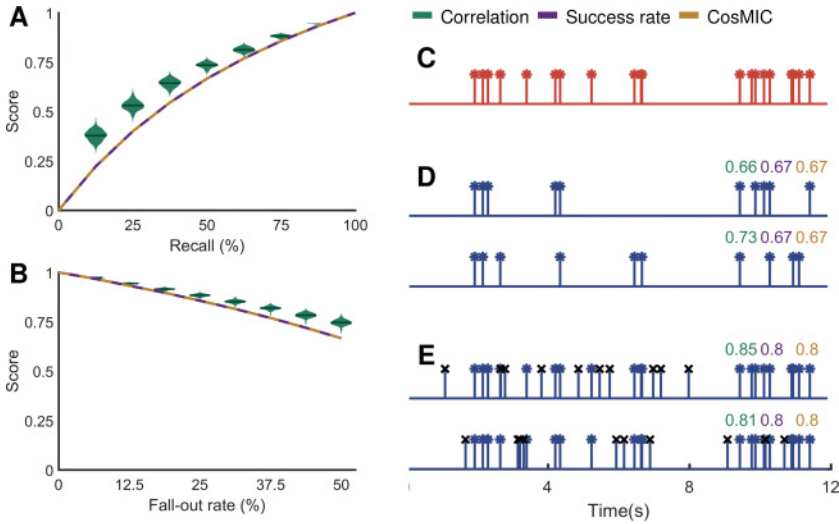 A
Score
1
0.75
0.5
0.25
0
0 25 50 75 100
Recall (%)
B
Score
1
0.75
0.5
0.25
0
0 12.5 25 37.5 50
Fall-out rate (%)
Correlation Success rate CosMIC
C
D
0.66 0.67 0.67
0.73 0.67 0.67
E
0.85 0.8 0.8
0.81 0.8 0.8
0 4 8 12
Time(s)